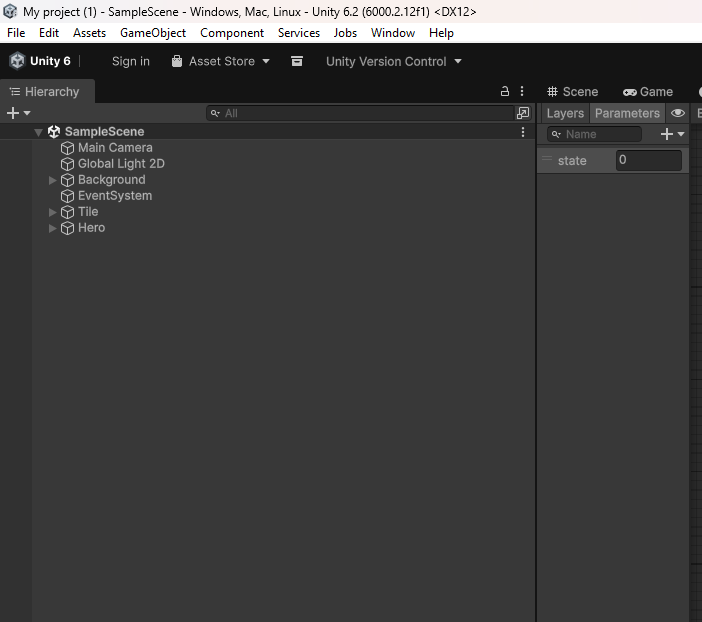 My project (1) - SampleScene - Windows, Mac, Linux - Unity 6.2 (6000.2.12f1) <DX12>
File Edit Assets GameObject Component Services Jobs Window Help
Unity 6 Sign in Asset Store Unity Version Control
Hierarchy
All
SampleScene
Main Camera
Global Light 2D
Background
EventSystem
Tile
Hero
Scene Game
Layers Parameters
Name
state 0